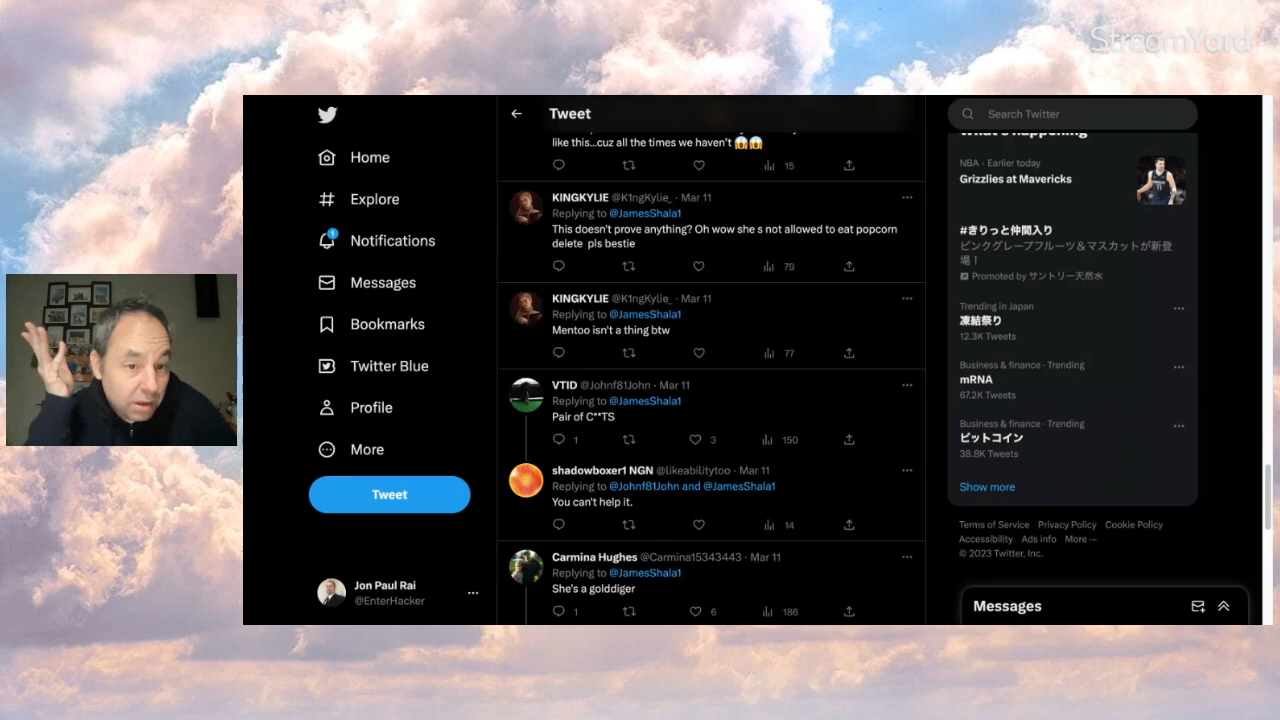 StreamYard
Home
Explore
1
Notifications
Messages
Bookmarks
Twitter Blue
Profile
More
Tweet
Jon Paul Rai
@EnterHacker
Tweet
like this...cuz all the times we haven't 😱😱
15
KINGKYLIE @K1ngKylie_ · Mar 11
Replying to @JamesShala1
This doesn't prove anything? Oh wow she s not allowed to eat popcorn
delete pls bestie
79
KINGKYLIE @K1ngKylie_ · Mar 11
Replying to @JamesShala1
Mentoo isn't a thing btw
77
VTID @Johnf81John · Mar 11
Replying to @JamesShala1
Pair of C**TS
1 3 150
shadowboxer1 NGN @likeabilitytoo · Mar 11
Replying to @Johnf81John and @JamesShala1
You can't help it.
14
Carmina Hughes @Carmina15343443 · Mar 11
Replying to @JamesShala1
She's a golddiger
1 6 186
Search Twitter
What's happening
NBA · Earlier today
Grizzlies at Mavericks
#きりっと仲間入り
ピンクグレープフルーツ＆マスカットが新登
場！
Promoted by サントリー天然水
Trending in Japan
凍結祭り
12.3K Tweets
Business & finance · Trending
mRNA
67.2K Tweets
Business & finance · Trending
ビットコイン
38.8K Tweets
Show more
Terms of Service Privacy Policy Cookie Policy
Accessibility Ads Info More ···
© 2023 Twitter, Inc.
Messages